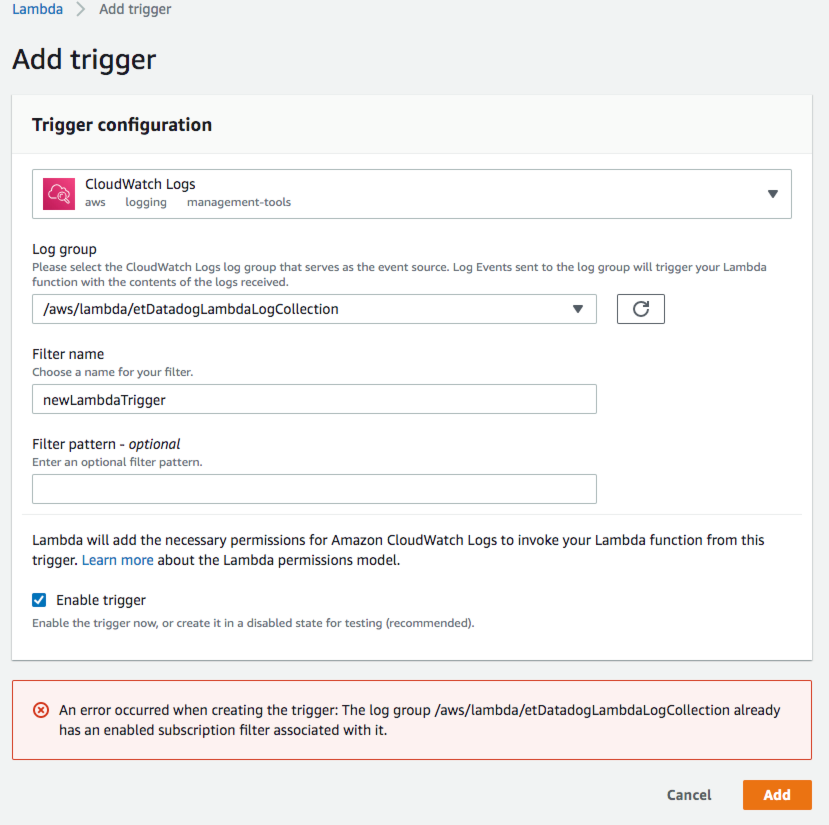 Lambda > Add trigger
Add trigger
Trigger configuration
CloudWatch Logs
aws logging management-tools
Log group
Please select the CloudWatch Logs log group that serves as the event source. Log Events sent to the log group will trigger your Lambda
function with the contents of the logs received.
/aws/lambda/etDatadogLambdaLogCollection
Filter name
Choose a name for your filter.
newLambdaTrigger
Filter pattern - optional
Enter an optional filter pattern.
Lambda will add the necessary permissions for Amazon CloudWatch Logs to invoke your Lambda function from this
trigger. Learn more about the Lambda permissions model.
Enable trigger
Enable the trigger now, or create it in a disabled state for testing (recommended).
An error occurred when creating the trigger: The log group /aws/lambda/etDatadogLambdaLogCollection already
has an enabled subscription filter associated with it.
Cancel Add